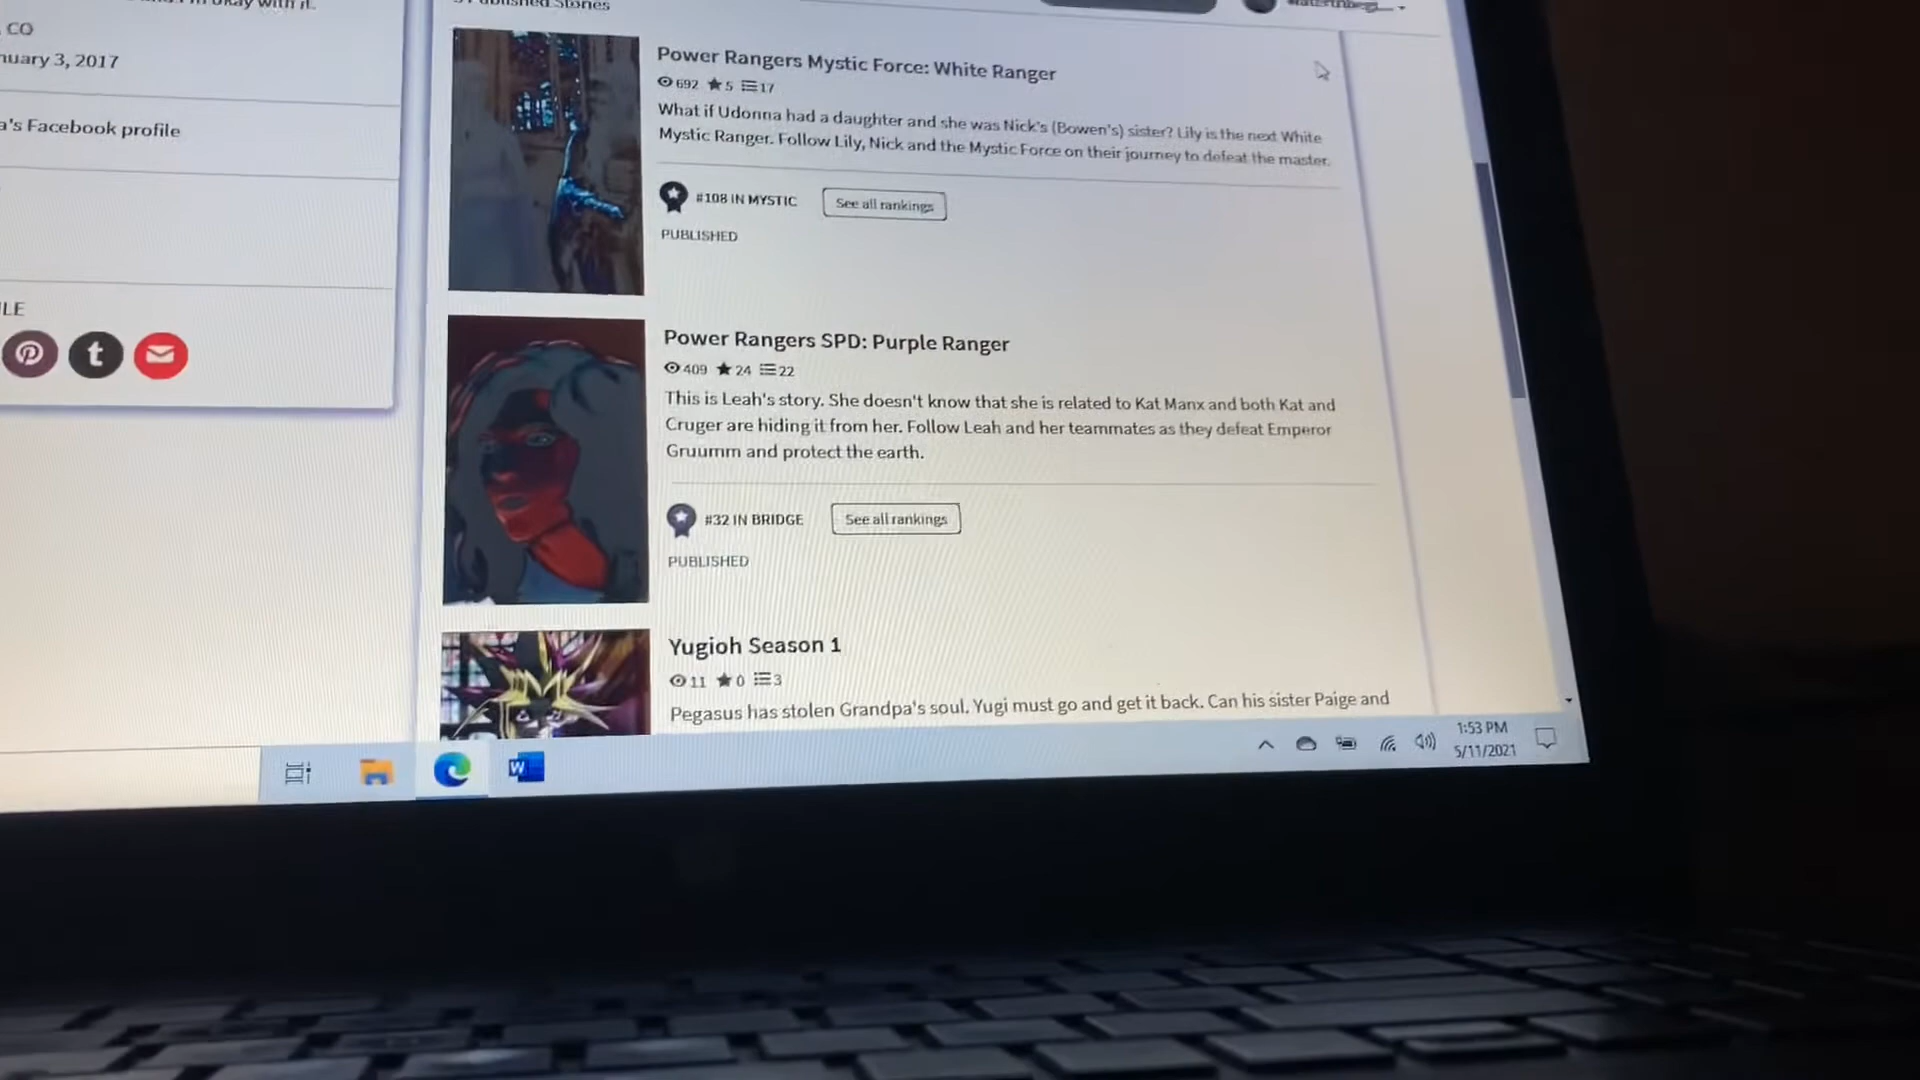 okay with it.
CO
nuary 3, 2017
a's Facebook profile
LE
Published Stories
Power Rangers Mystic Force: White Ranger
692 5 17
What if Udonna had a daughter and she was Nick's (Bowen's) sister? Lily is the next White
Mystic Ranger. Follow Lily, Nick and the Mystic Force on their journey to defeat the master.
#108 IN MYSTIC See all rankings
PUBLISHED
Power Rangers SPD: Purple Ranger
409 24 22
This is Leah's story. She doesn't know that she is related to Kat Manx and both Kat and
Cruger are hiding it from her. Follow Leah and her teammates as they defeat Emperor
Gruumm and protect the earth.
#32 IN BRIDGE See all rankings
PUBLISHED
Yugioh Season 1
11 0 3
Pegasus has stolen Grandpa's soul. Yugi must go and get it back. Can his sister Paige and
1:53 PM
5/11/2021